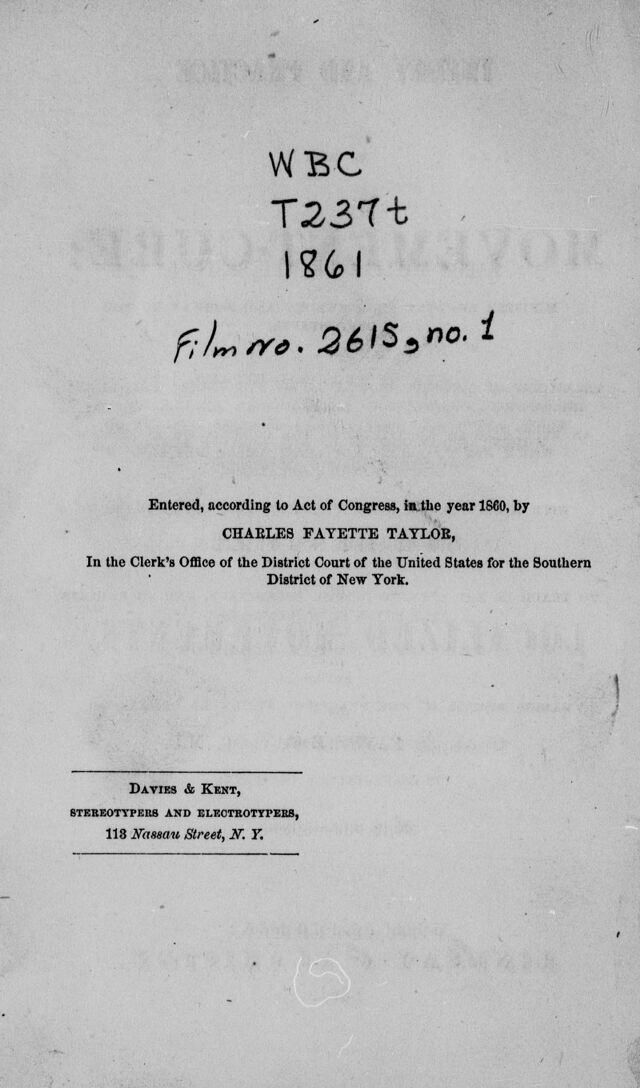 WBC
T237t
1861
Film No. 2615, no. 1
Entered, according to Act of Congress, in the year 1860, by
CHARLES FAYETTE TAYLOR,
In the Clerk's Office of the District Court of the United States for the Southern
District of New York.
DAVIES & KENT,
STEREOTYPERS AND ELECTROTYPERS,
113 Nassau Street, N. Y.